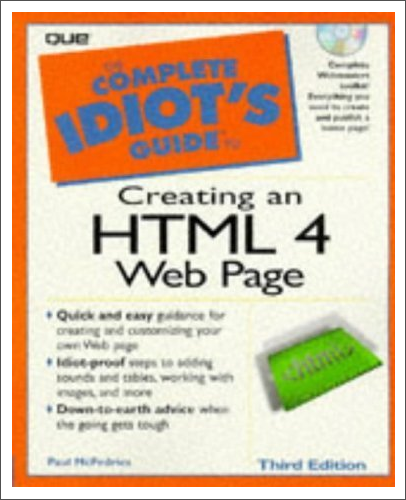 que
THE
COMPLETE
IDIOT'S
GUIDE TO
Complete
Webmasters
toolkit!
Everything you
need to create
and publish a
home page!
Creating an
HTML 4
Web Page
Quick and easy guidance for
creating and customizing your
own Web page
Idiot-proof steps to adding
sounds and tables, working with
images, and more
Down-to-earth advice when
the going gets tough
<html>
Paul McFedries
Third Edition